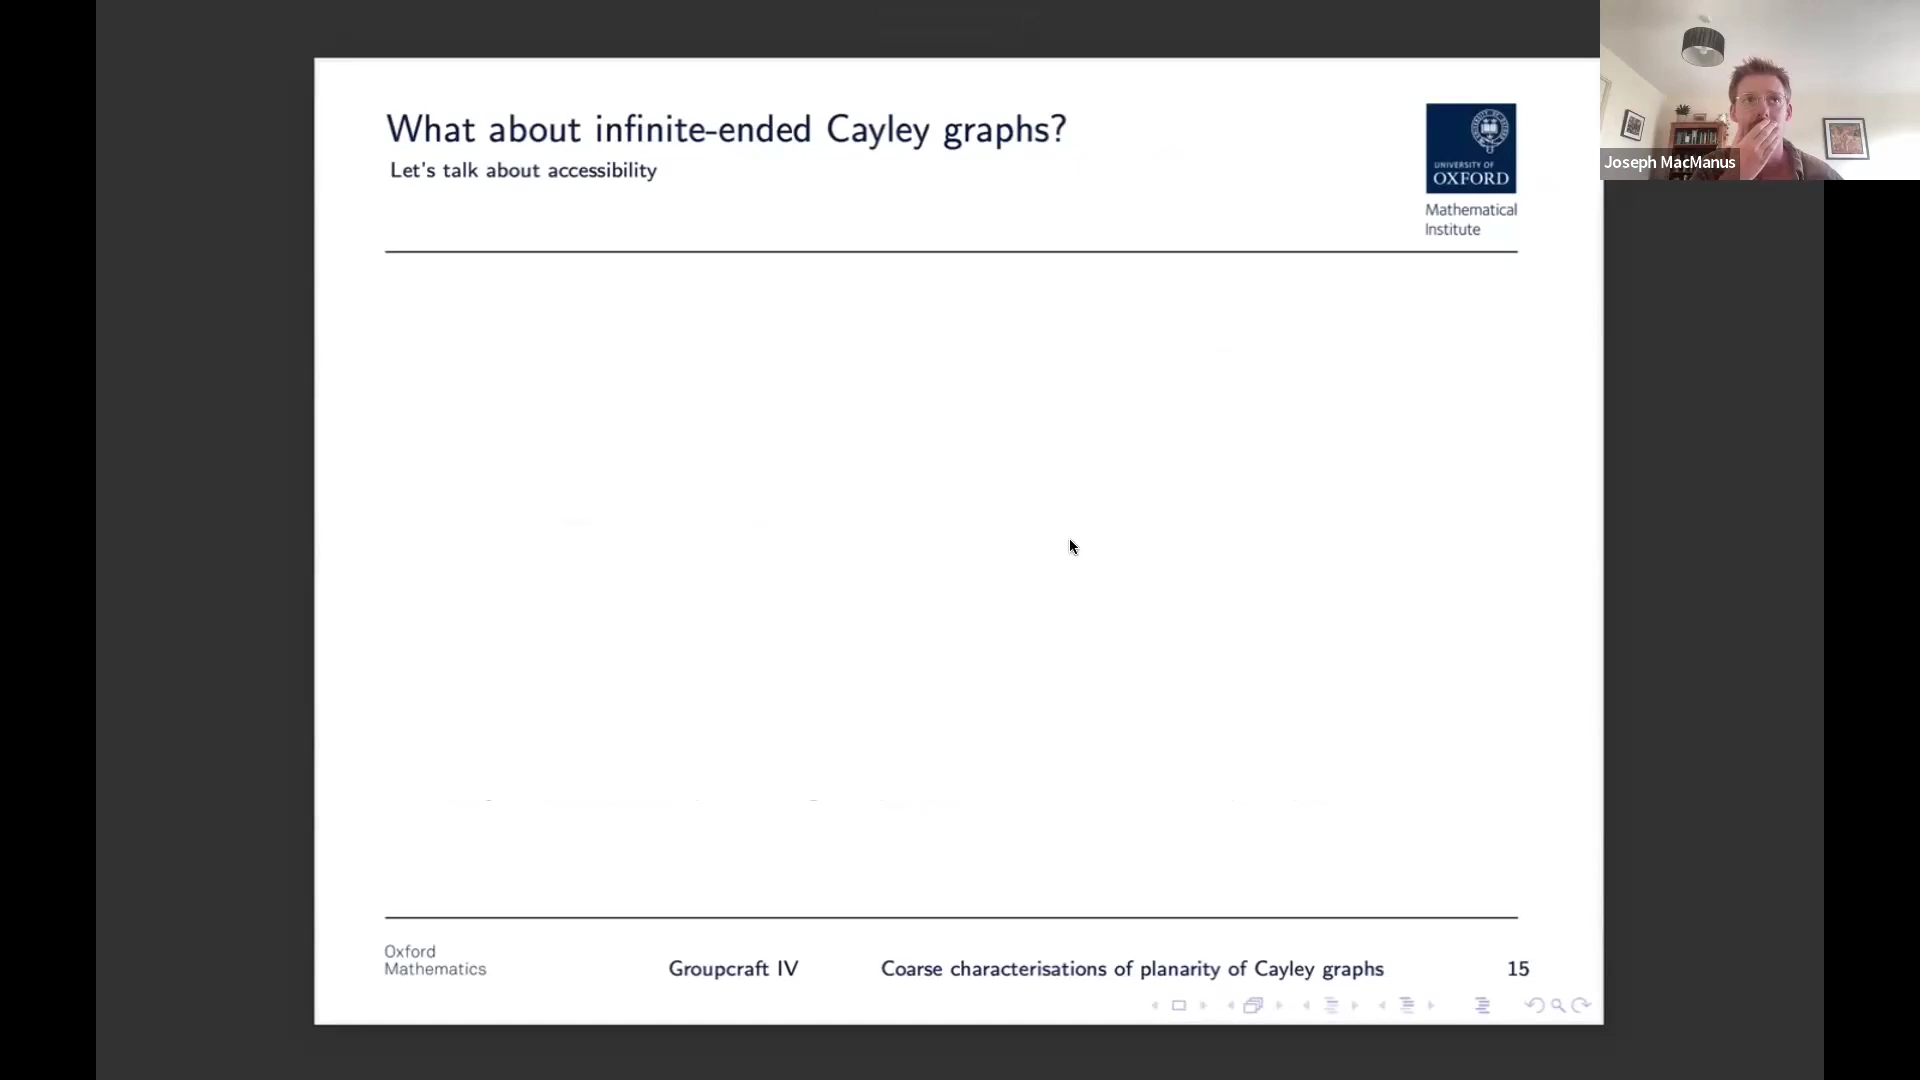 What about infinite-ended Cayley graphs?
Let's talk about accessibility
UNIVERSITY OF
OXFORD
Mathematical
Institute
Joseph MacManus
Oxford
Mathematics
Groupcraft IV
Coarse characterisations of planarity of Cayley graphs
15